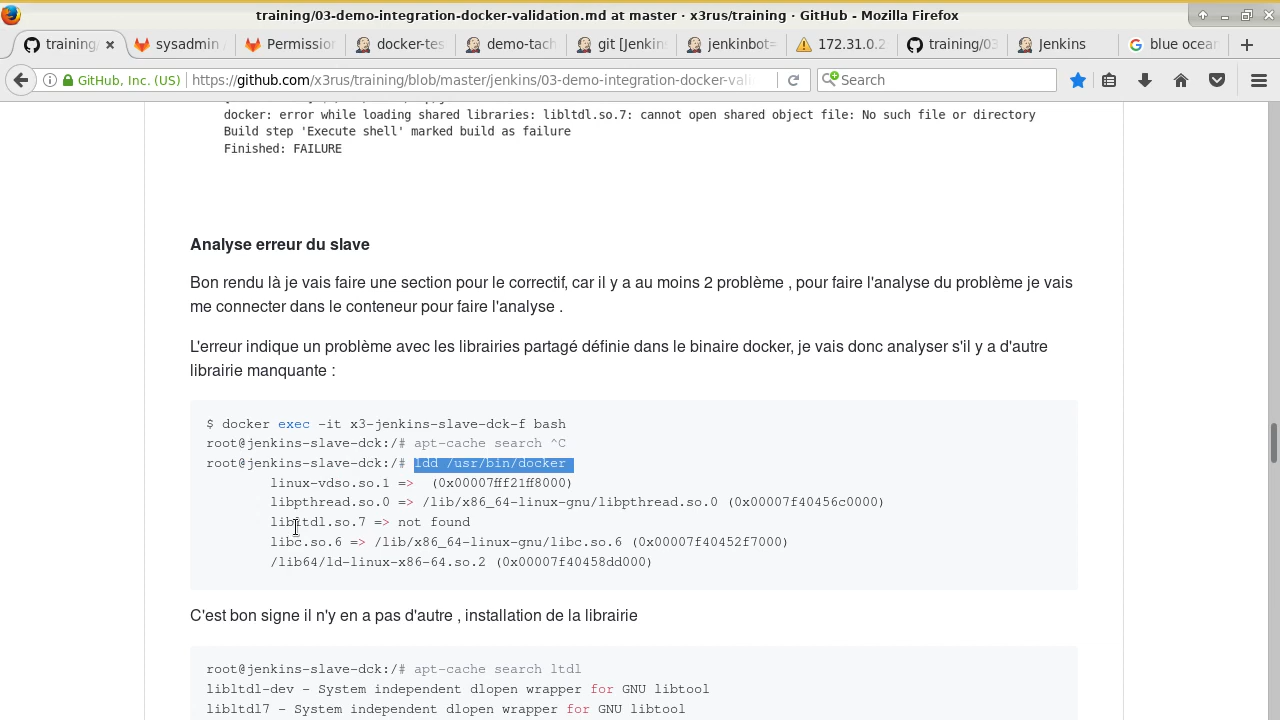 training/03-demo-integration-docker-validation.md at master · x3rus/training · GitHub - Mozilla Firefox
training/ sysadmin Permissio docker-tes demo-tach git [Jenkin jenkinbot= 172.31.0.2 training/03 Jenkins blue ocean
GitHub, Inc. (US) https://github.com/x3rus/training/blob/master/jenkins/03-demo-integration-docker-vali Search
docker: error while loading shared libraries: libltdl.so.7: cannot open shared object file: No such file or directory
Build step 'Execute shell' marked build as failure
Finished: FAILURE
Analyse erreur du slave
Bon rendu là je vais faire une section pour le correctif, car il y a au moins 2 problème , pour faire l'analyse du problème je vais
me connecter dans le conteneur pour faire l'analyse .
L'erreur indique un problème avec les librairies partagé définie dans le binaire docker, je vais donc analyser s'il y a d'autre
librairie manquante :
$ docker exec -it x3-jenkins-slave-dck-f bash
root@jenkins-slave-dck:/# apt-cache search ^C
root@jenkins-slave-dck:/# ldd /usr/bin/docker
linux-vdso.so.1 => (0x00007fff21ff8000)
libpthread.so.0 => /lib/x86_64-linux-gnu/libpthread.so.0 (0x00007f40456c0000)
libltdl.so.7 => not found
libc.so.6 => /lib/x86_64-linux-gnu/libc.so.6 (0x00007f40452f7000)
/lib64/ld-linux-x86-64.so.2 (0x00007f40458dd000)
C'est bon signe il n'y en a pas d'autre , installation de la librairie
root@jenkins-slave-dck:/# apt-cache search ltdl
libltdl-dev - System independent dlopen wrapper for GNU libtool
libltdl7 - System independent dlopen wrapper for GNU libtool